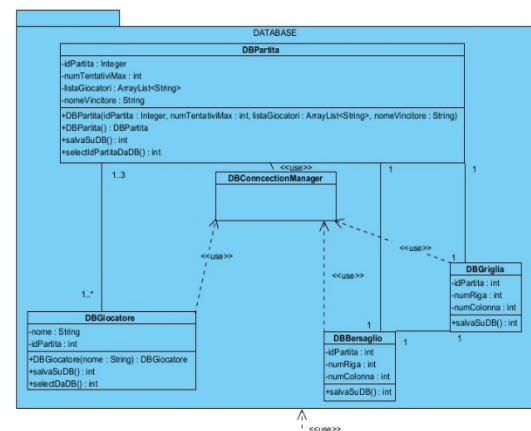 DATABASE
DBPartita
-idPartita : Integer
-numTentativiMax : int
-listaGiocatori : ArrayList<String>
-nomeVincitore : String
+DBPartita(idPartita : Integer, numTentativiMax : int, listaGiocatori : ArrayList<String>, nomeVincitore : String)
+DBPartita() : DBPartita
+salvaSuDB() : int
+selectIdPartitaDaDB() : int
<<use>>
1..3
1
1
DBConncectionManager
<<use>>
<<use>>
<<use>>
1..*
1
1
DBGriglia
-idPartita : int
-numRiga : int
-numColonna : int
+salvaSuDB() : int
DBGiocatore
-nome : String
-idPartita : int
+DBGiocatore(nome : String) : DBGiocatore
+salvaSuDB() : int
+selectDaDB() : int
DBBersaglio
-idPartita : int
-numRiga : int
-numColonna : int
+salvaSuDB() : int
1
1
<<use>>